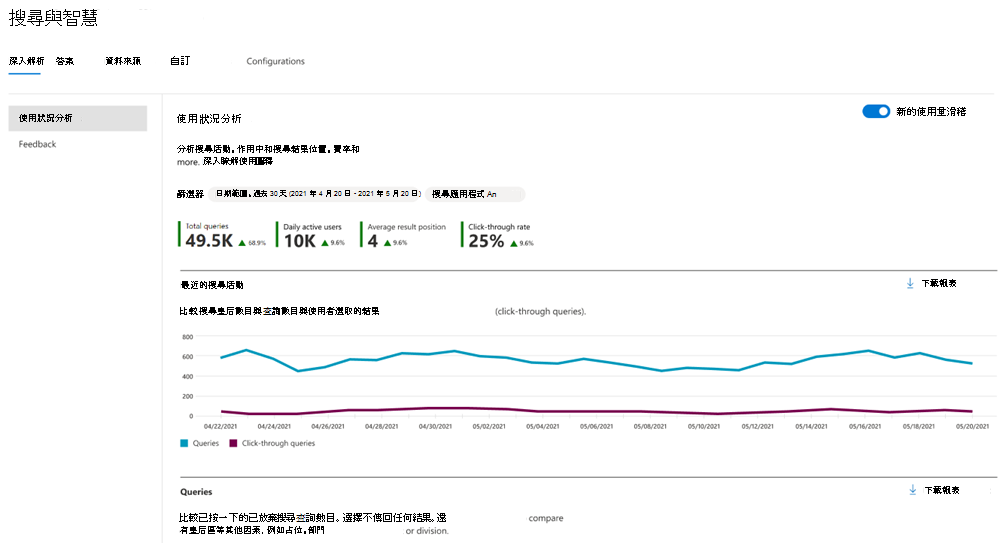 搜尋與智慧
深入解析 答案 資料來源 自訂 Configurations
使用狀況分析
Feedback
使用狀況分析
新的使用量滑桿
分析搜尋活動。作用中和搜尋結果位置。費率和
more. 深入瞭解使用獲得
篩選器 日期範圍。過去 30 天 (2021 年 4 月 20 日 - 2021 年 5 月 20 日) 搜尋應用程式 An
Total queries
49.5K ▲ 68.9%
Daily active users
10K ▲ 9.6%
Average result position
4 ▲ 9.6%
Click-through rate
25% ▲ 9.6%
最近的搜尋活動
下載報表
比較搜尋皇后數目與查詢數目與使用者選取的結果 (click-through queries).
800
600
400
200
0
04/22/2021 04/24/2021 04/26/2021 04/28/2021 04/30/2021 05/02/2021 05/04/2021 05/06/2021 05/08/2021 05/10/2021 05/12/2021 05/14/2021 05/16/2021 05/18/2021 05/20/2021
Queries Click-through queries
Queries
下載報表
比較已按一下的已放棄搜尋查詢數目。選擇不傳回任何結果。還 compare
有皇后區等其他因素，例如占位。部門 or division.